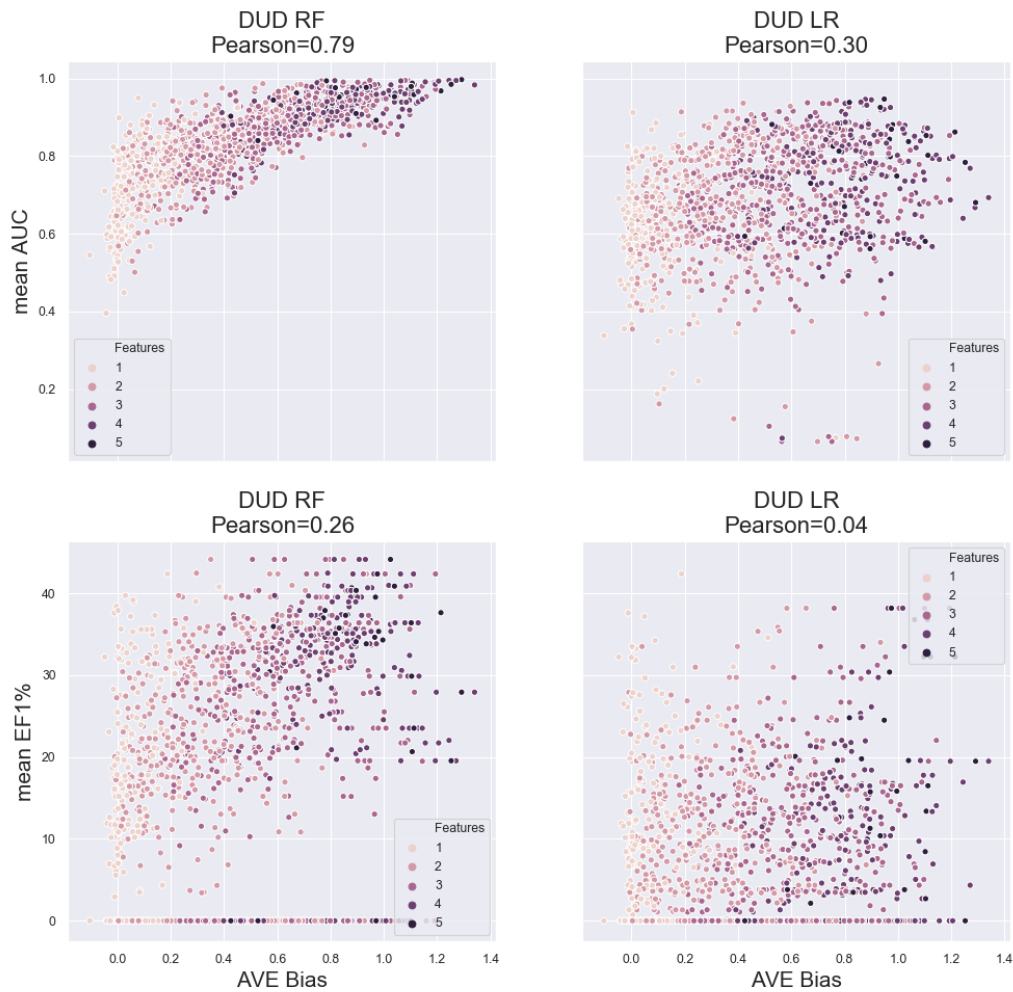 DUD RF
Pearson=0.79
DUD LR
Pearson=0.30
mean AUC
1.0
0.8
0.6
0.4
0.2
Features
1
2
3
4
5
Features
1
2
3
4
5
DUD RF
Pearson=0.26
DUD LR
Pearson=0.04
mean EF1%
40
30
20
10
0
Features
1
2
3
4
5
Features
1
2
3
4
5
0.0 0.2 0.4 0.6 0.8 1.0 1.2 1.4
0.0 0.2 0.4 0.6 0.8 1.0 1.2 1.4
AVE Bias
AVE Bias